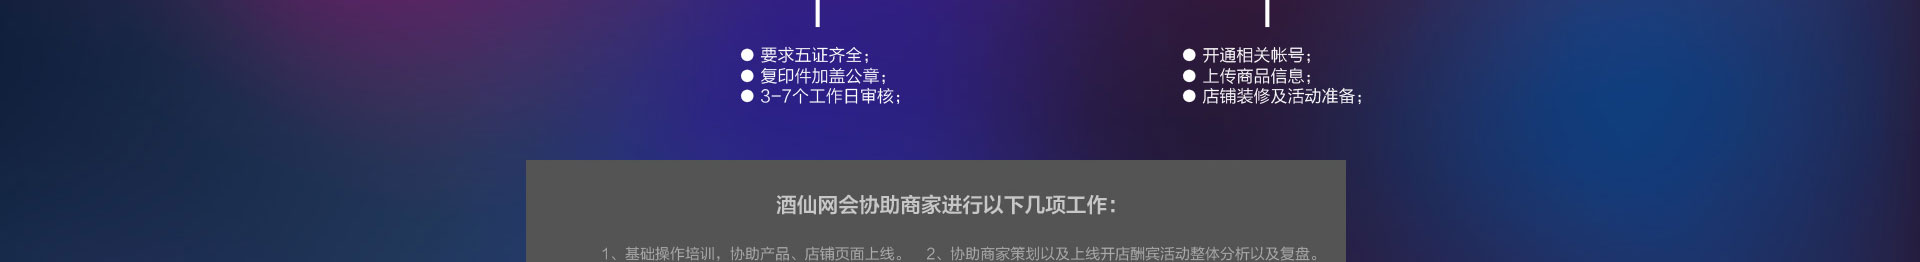 要求五证齐全;
复印件加盖公章;
3-7个工作日审核;
开通相关帐号;
上传商品信息;
店铺装修及活动准备;
酒仙网会协助商家进行以下几项工作：
1、基础操作培训，协助产品、店铺页面上线。 2、协助商家策划以及上线开店酬宾活动整体分析以及复盘。